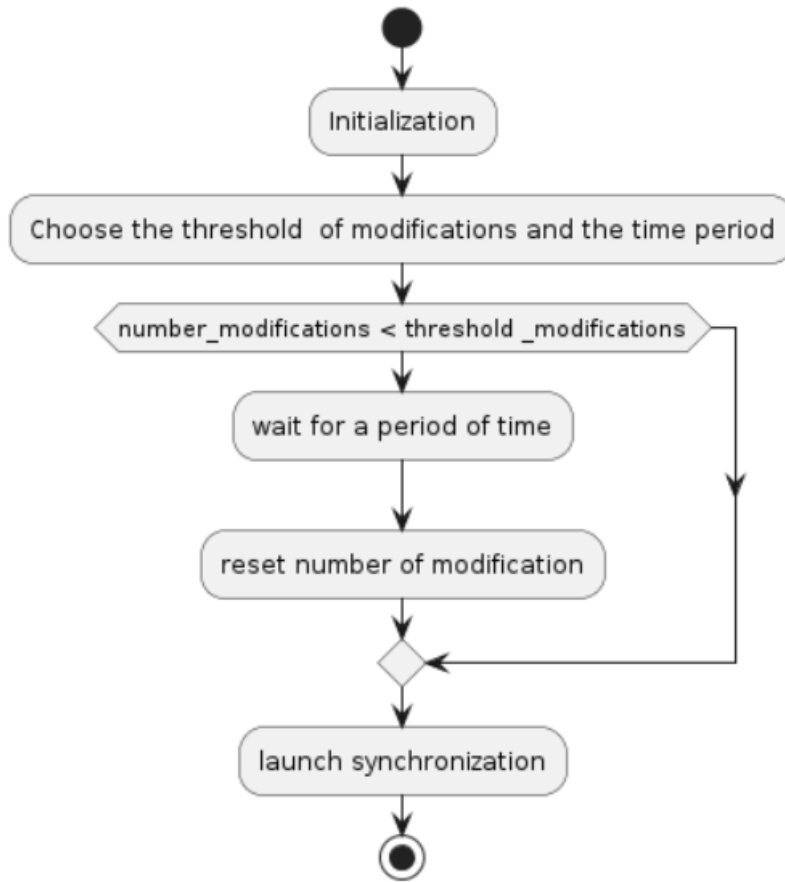 Initialization
Choose the threshold  of modifications and the time period
number_modifications < threshold _modifications
wait for a period of time
reset number of modification
launch synchronization